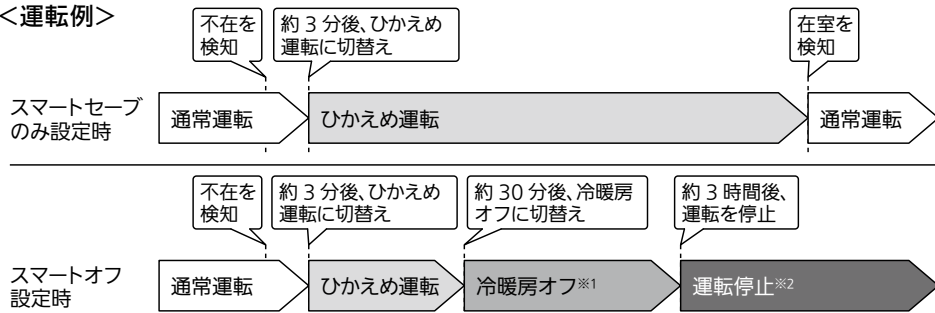 ＜運転例＞
不在を
検知
約 3 分後、ひかえめ
運転に切替え
在室を
検知
スマートセーブ
のみ設定時
通常運転
ひかえめ運転
通常運転
不在を
検知
約 3 分後、ひかえめ
運転に切替え
約 30 分後、冷暖房
オフに切替え
約 3 時間後、
運転を停止
スマートオフ
設定時
通常運転
ひかえめ運転
冷暖房オフ※1
運転停止※2